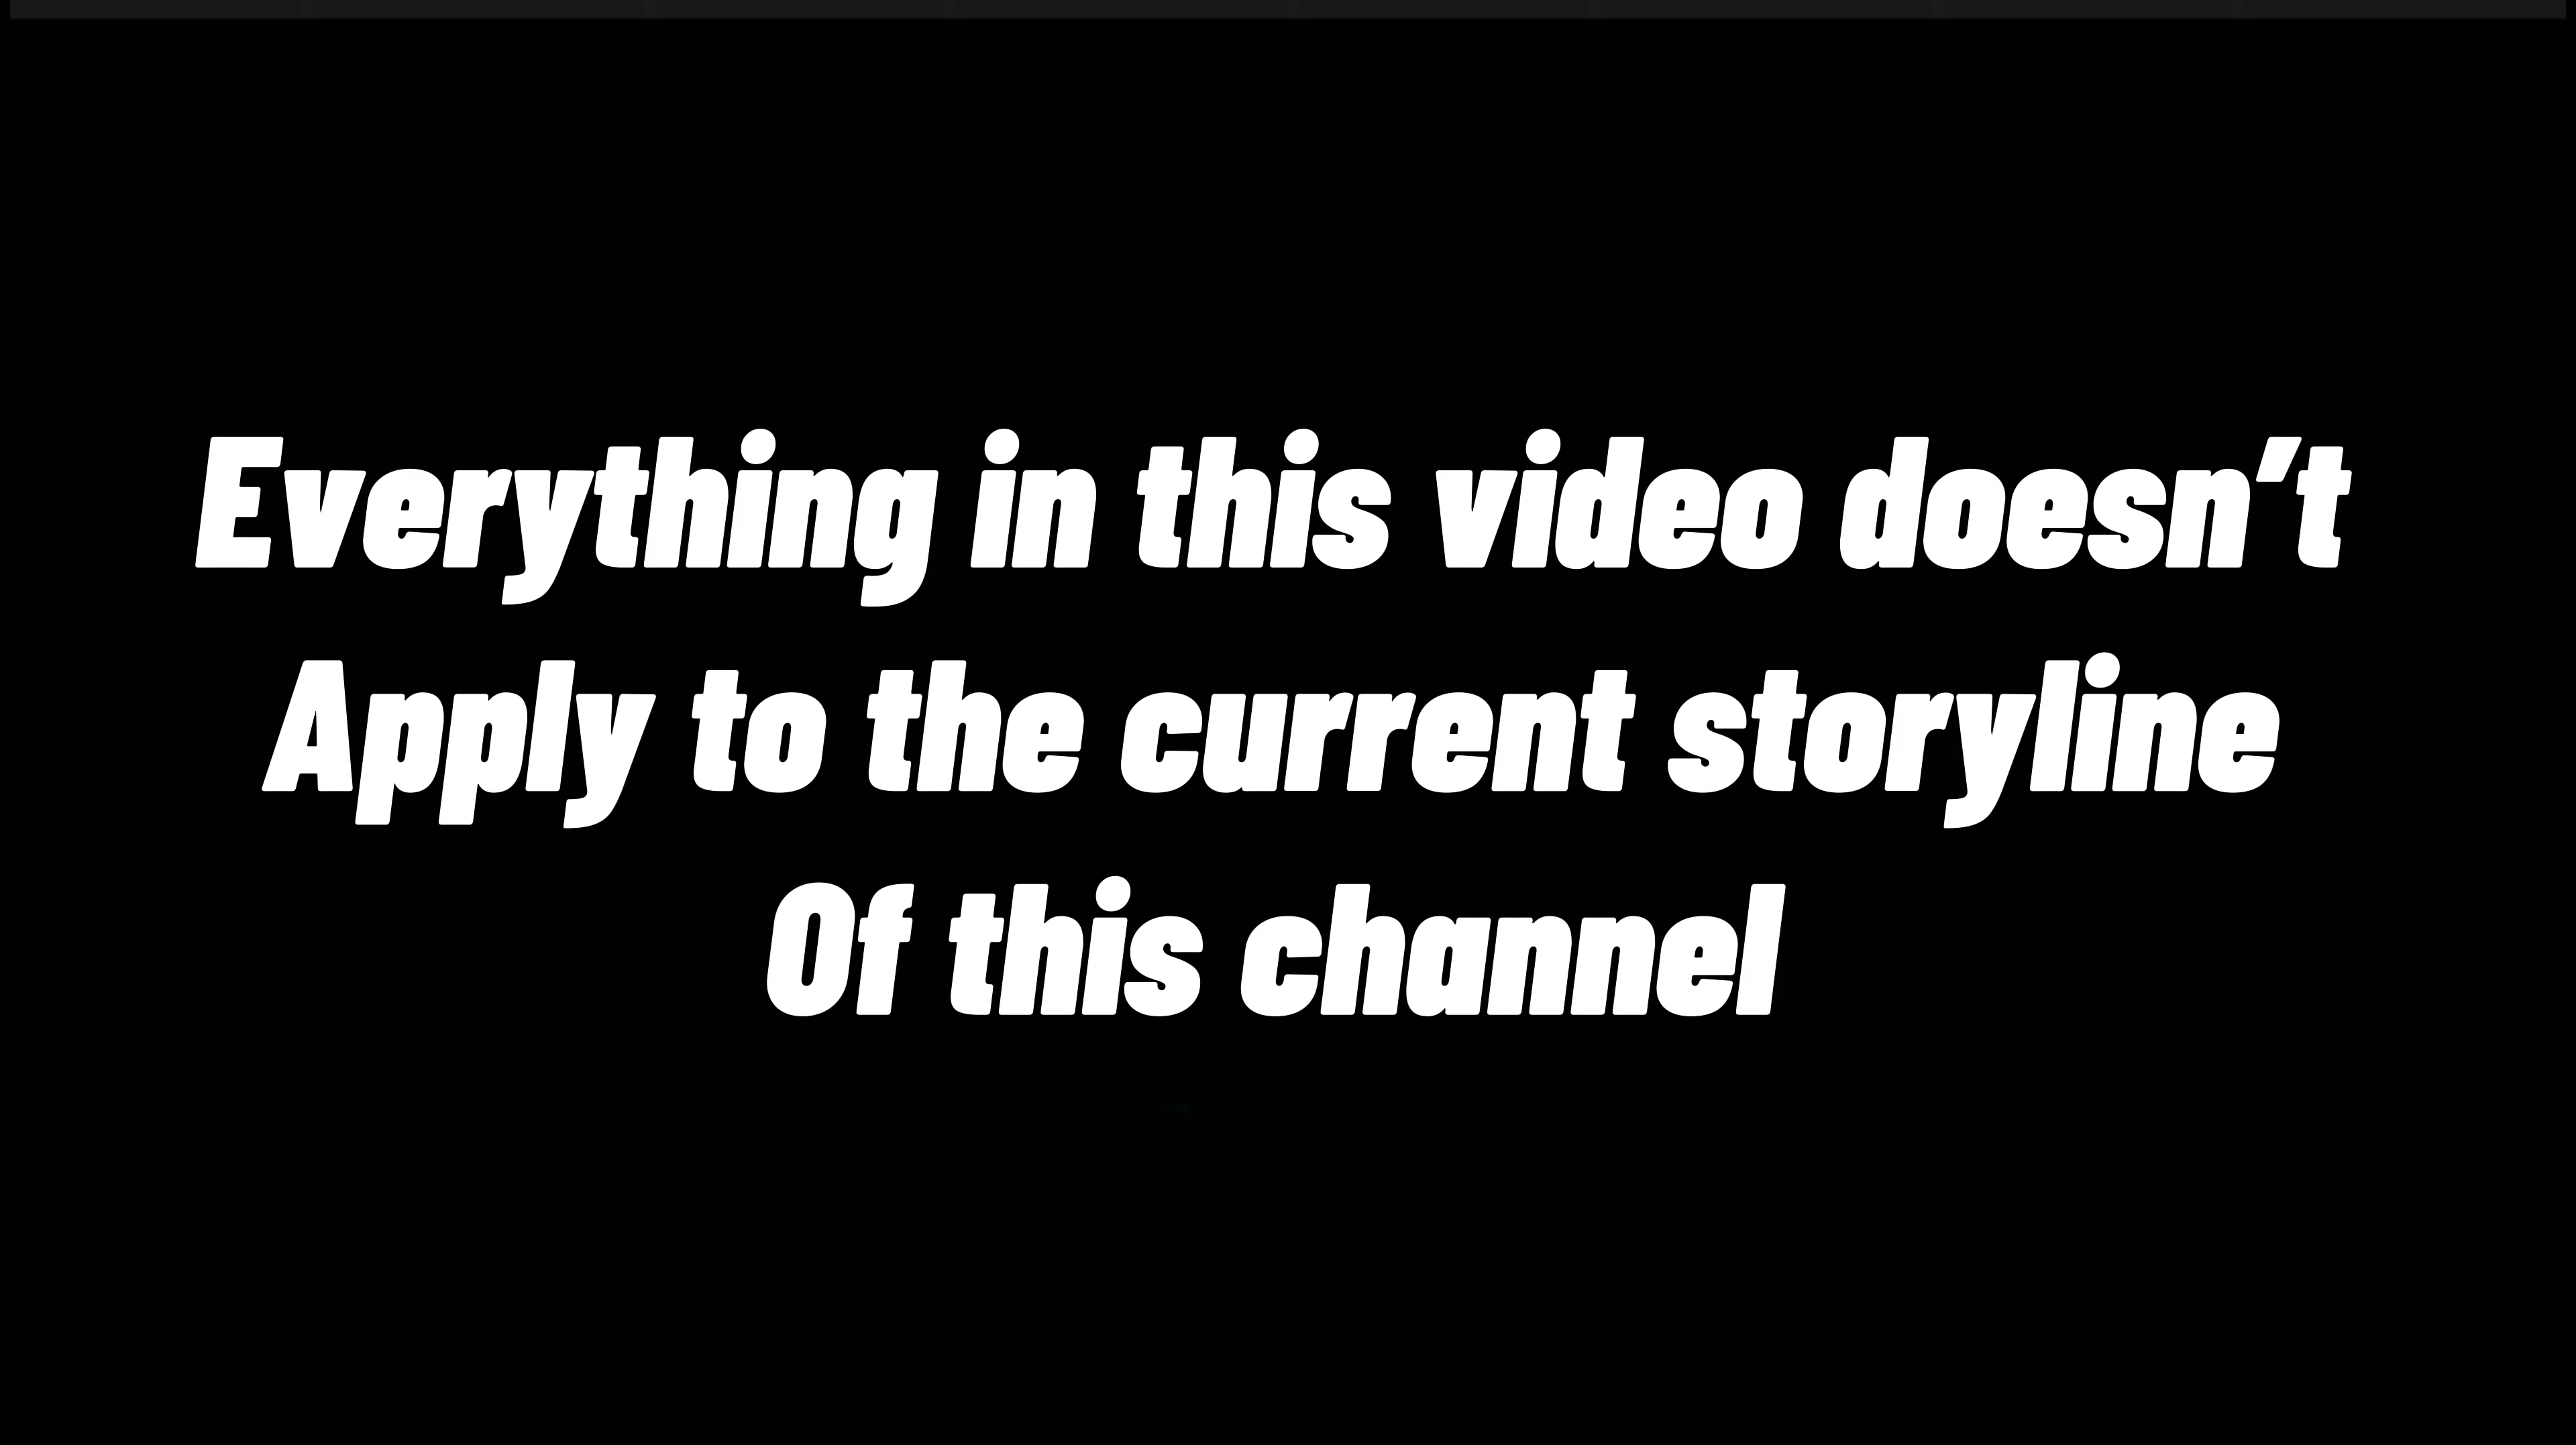 Everything in this video doesn’t
Apply to the current storyline
Of this channel